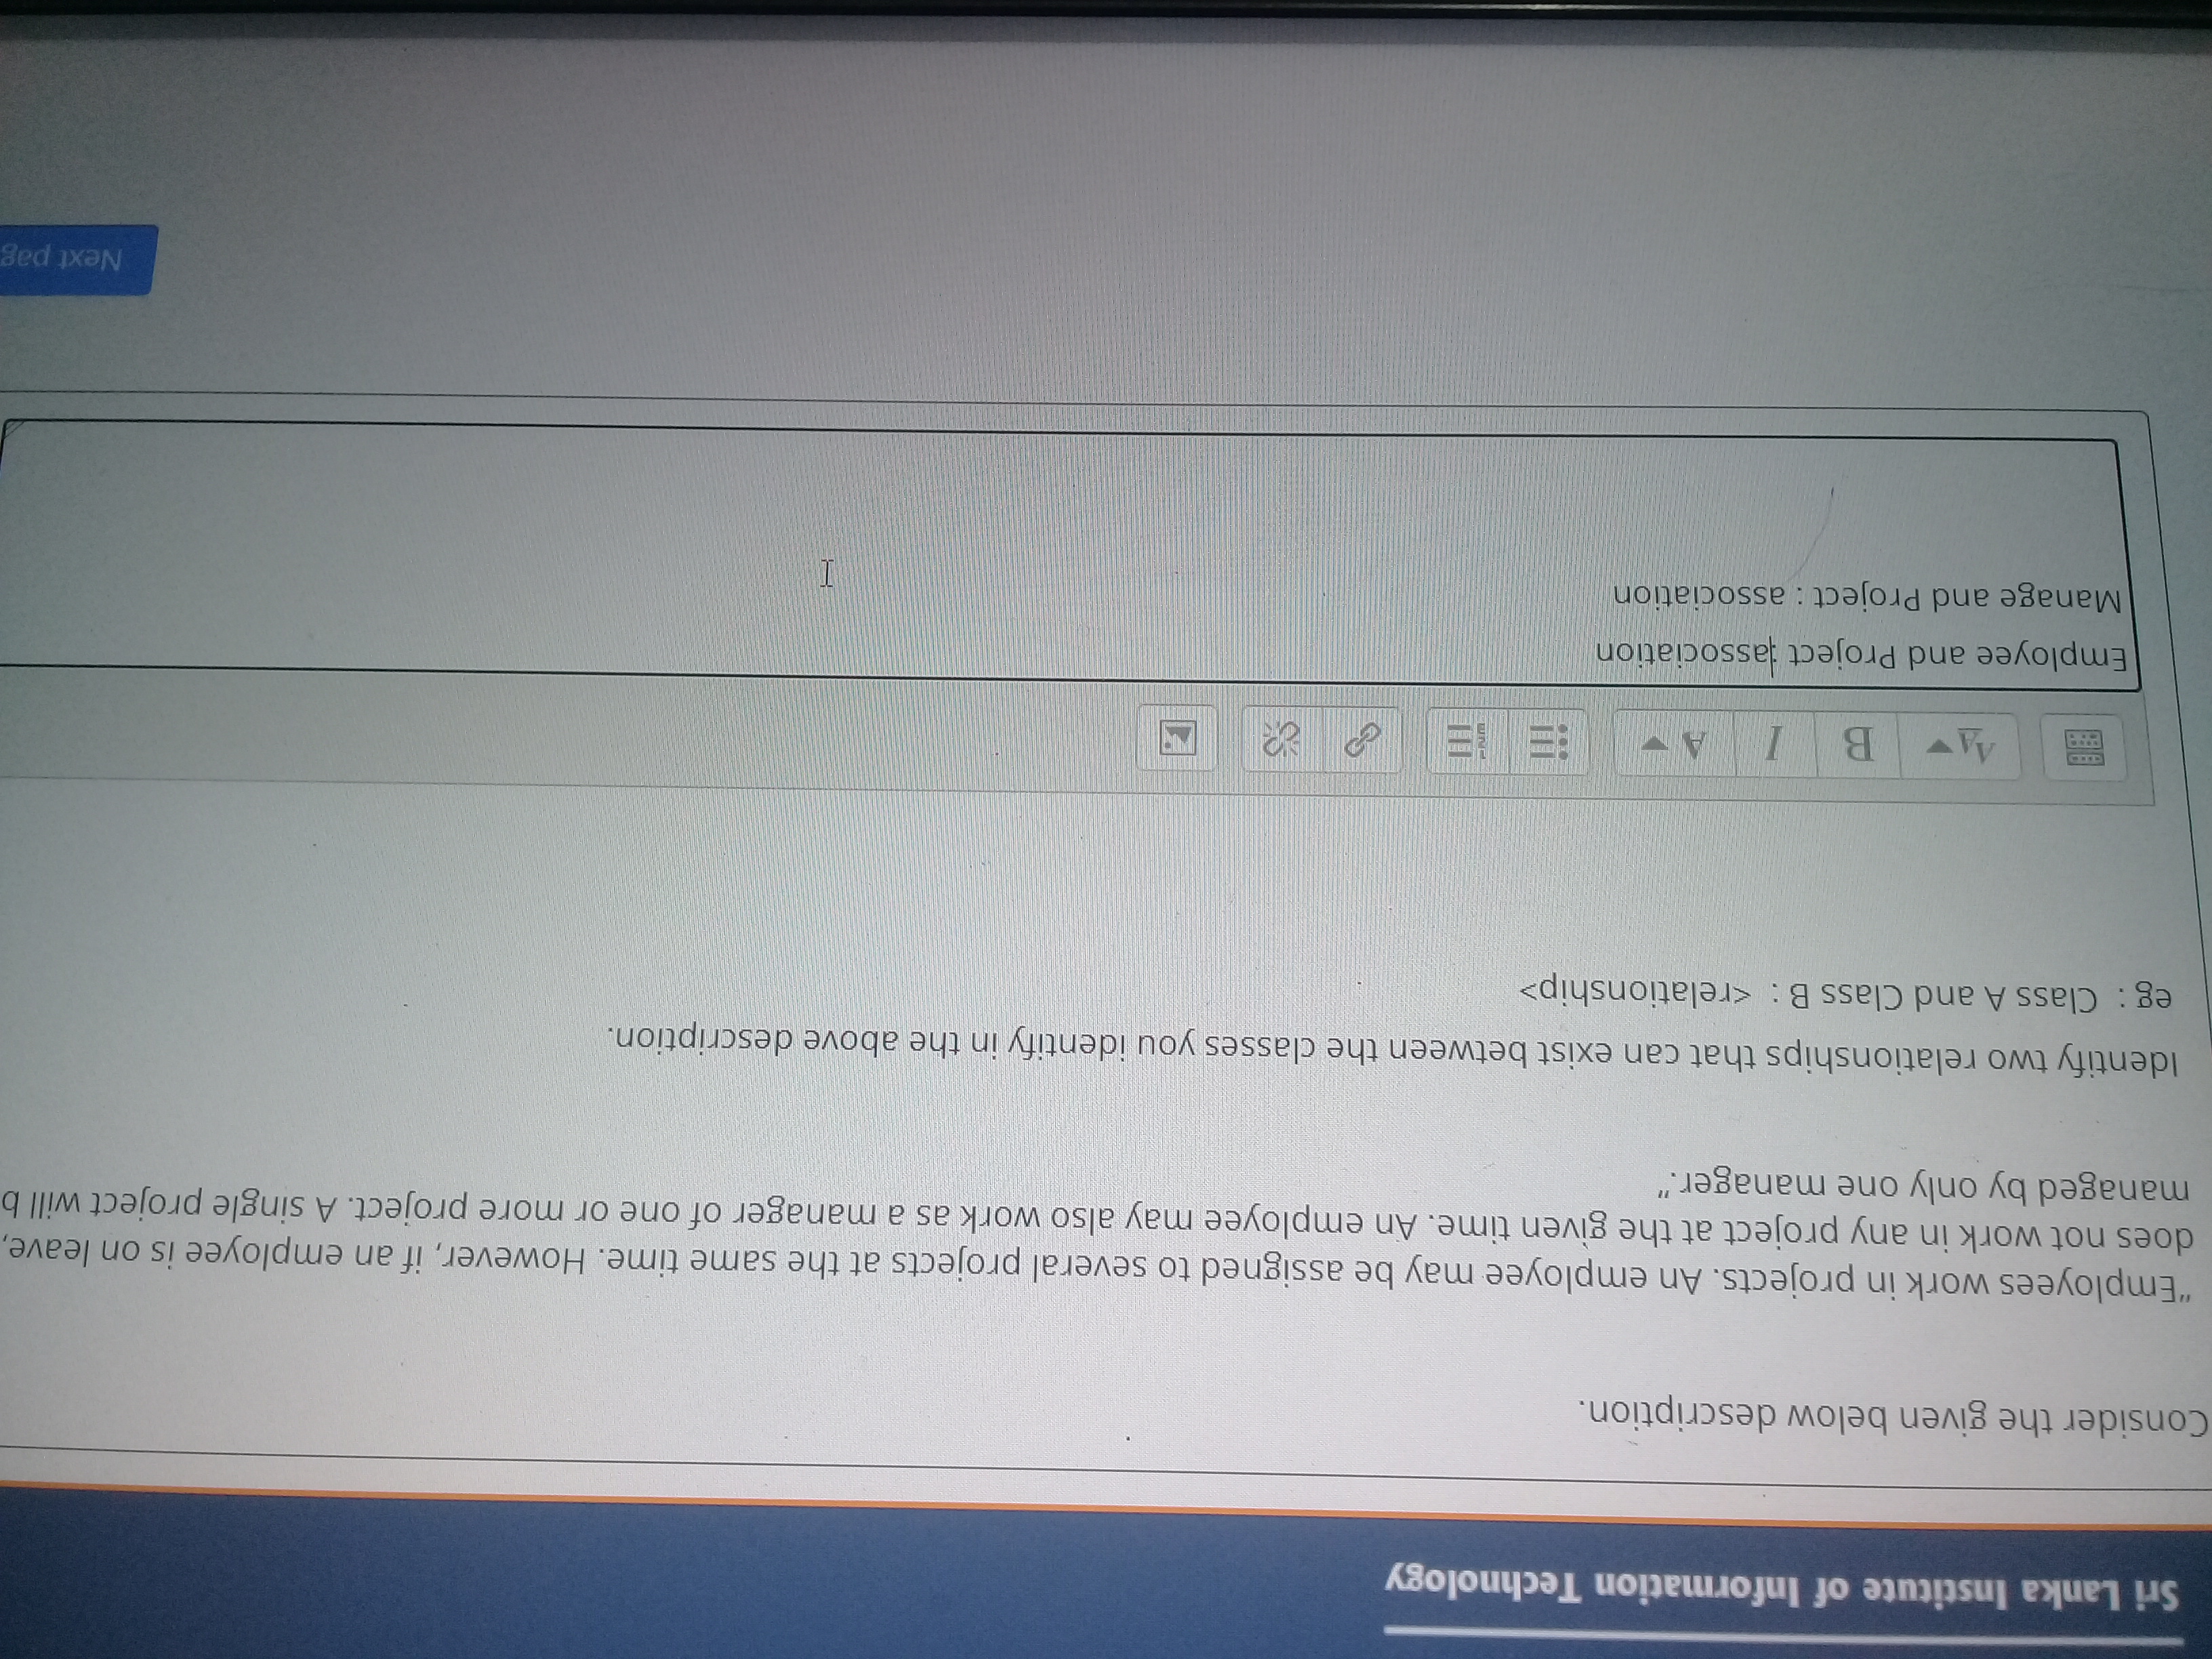 Sri Lanka Institute of Information Technology
Consider the given below description.
“Employees work in projects. An employee may be assigned to several projects at the same time. However, if an employee is on leave,
does not work in any project at the given time. An employee may also work as a manager of one or more project. A single project will b
managed by only one manager.”
Identify two relationships that can exist between the classes you identify in the above description.
eg : Class A and Class B : <relationship>
B I A
Employee and Project :association
Manage and Project : association
Next pag